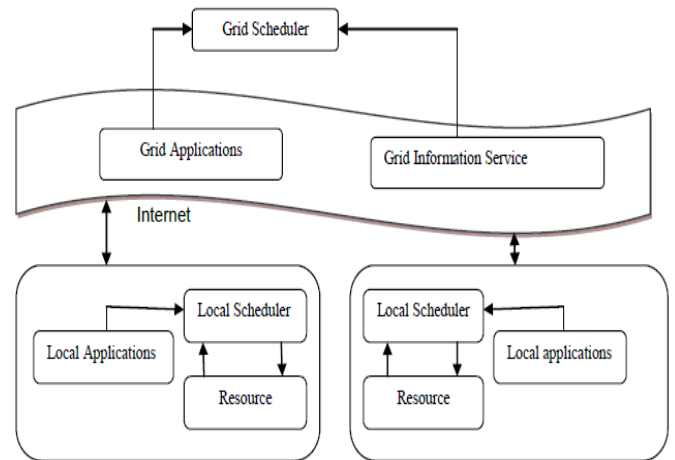 Grid Scheduler
Grid Applications
Grid Information Service
Internet
Local Scheduler
Local Applications
Resource
Local Scheduler
Local applications
Resource